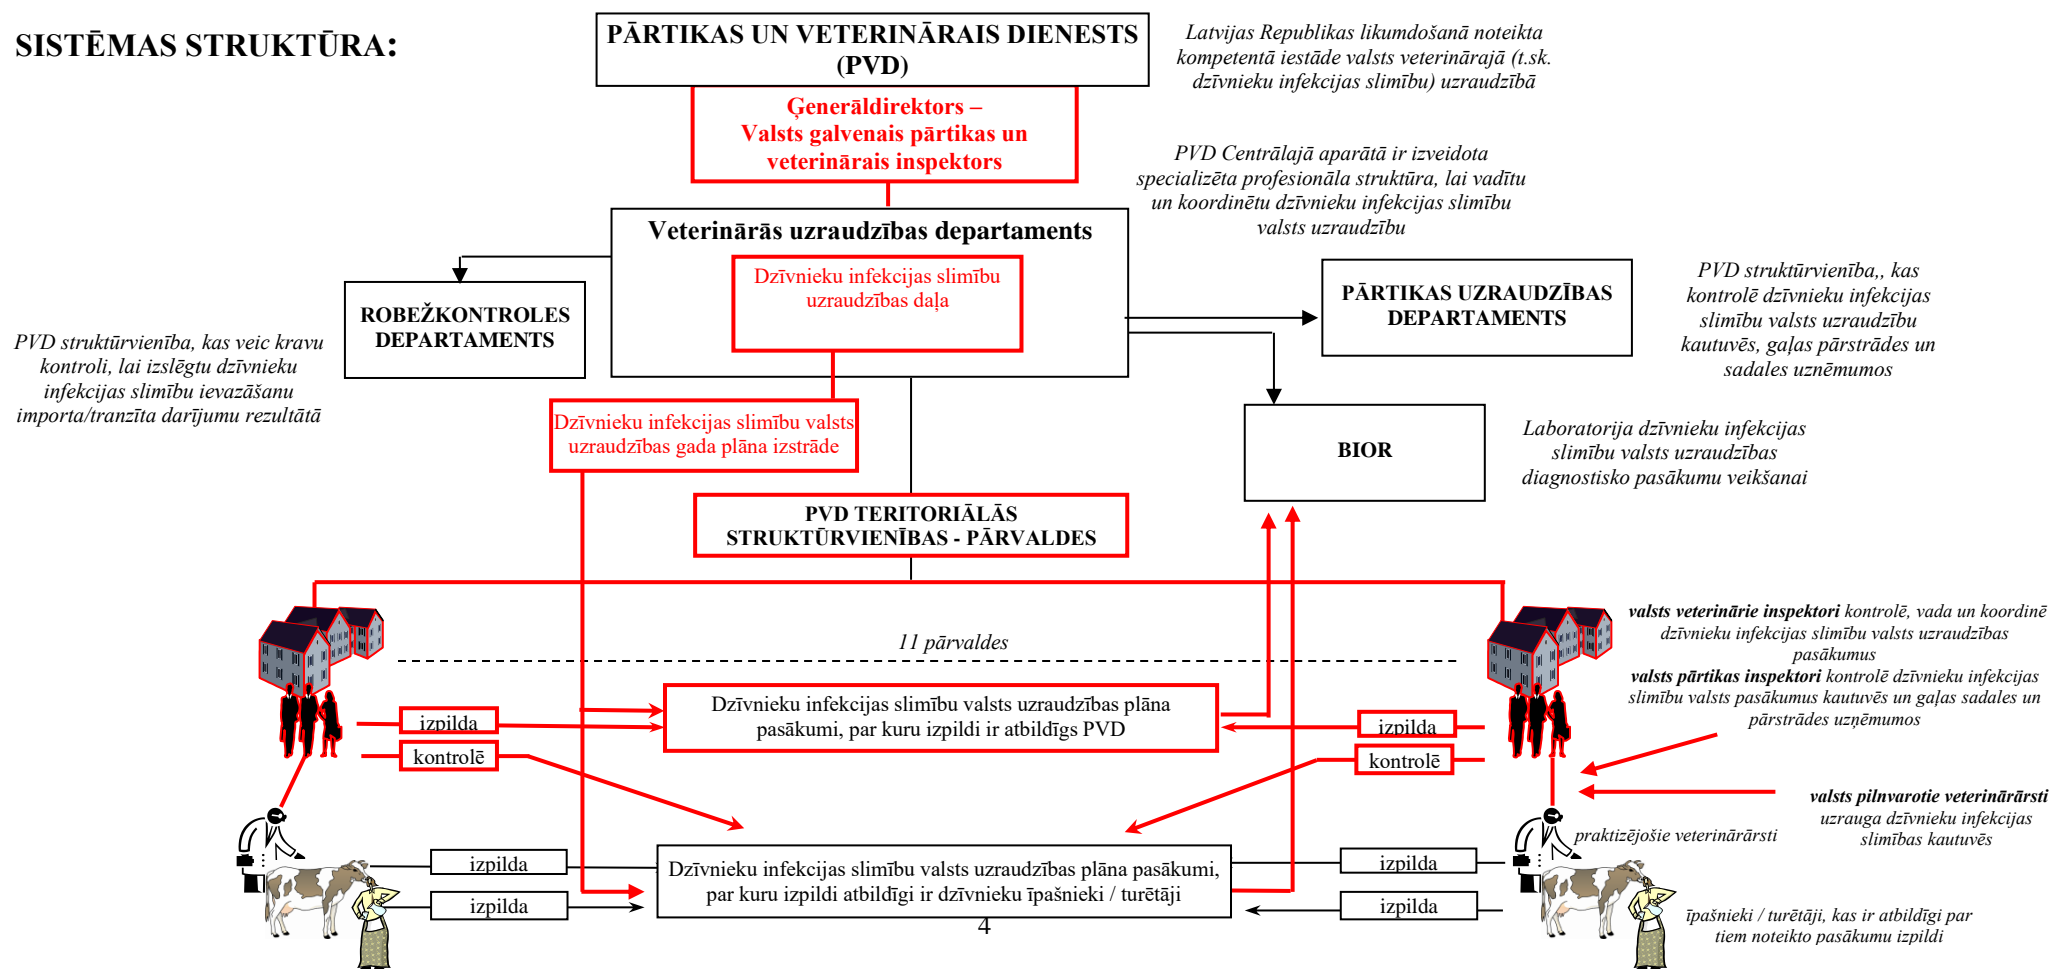 SISTĒMAS STRUKTŪRA:
PĀRTIKAS UN VETERINĀRAIS DIENESTS
(PVD)
Latvijas Republikas likumdošanā noteikta
kompetentā iestāde valsts veterinārajā (t.sk.
dzīvnieku infekcijas slimību) uzraudzībā
Ģenerāldirektors –
Valsts galvenais pārtikas un
veterinārais inspektors
PVD Centrālajā aparātā ir izveidota
specializēta profesionāla struktūra, lai vadītu
un koordinētu dzīvnieku infekcijas slimību
valsts uzraudzību
Veterinārās uzraudzības departaments
Dzīvnieku infekcijas slimību
uzraudzības daļa
ROBEŽKONTROLES
DEPARTAMENTS
PĀRTIKAS UZRAUDZĪBAS
DEPARTAMENTS
PVD struktūrvienība,, kas
kontrolē dzīvnieku infekcijas
slimību valsts uzraudzību
kautuvēs, gaļas pārstrādes un
sadales uzņēmumos
PVD struktūrvienība, kas veic kravu
kontroli, lai izslēgtu dzīvnieku
infekcijas slimību ievazāšanu
importa/tranzīta darījumu rezultātā
Dzīvnieku infekcijas slimību valsts
uzraudzības gada plāna izstrāde
BIOR
Laboratorija dzīvnieku infekcijas
slimību valsts uzraudzības
diagnostisko pasākumu veikšanai
PVD TERITORIĀLĀS
STRUKTŪRVIENĪBAS - PĀRVALDES
11 pārvaldes
valsts veterinārie inspektori kontrolē, vada un koordinē
dzīvnieku infekcijas slimību valsts uzraudzības
pasākumus
valsts pārtikas inspektori kontrolē dzīvnieku infekcijas
slimību valsts pasākumus kautuvēs un gaļas sadales un
pārstrādes uzņēmumos
izpilda
Dzīvnieku infekcijas slimību valsts uzraudzības plāna
pasākumi, par kuru izpildi ir atbildīgs PVD
izpilda
kontrolē
kontrolē
valsts pilnvarotie veterinārārsti
uzrauga dzīvnieku infekcijas
slimības kautuvēs
praktizējošie veterinārārsti
izpilda
Dzīvnieku infekcijas slimību valsts uzraudzības plāna pasākumi,
par kuru izpildi atbildīgi ir dzīvnieku īpašnieki / turētāji
izpilda
izpilda
izpilda
īpašnieki / turētāji, kas ir atbildīgi par
tiem noteikto pasākumu izpildi
4